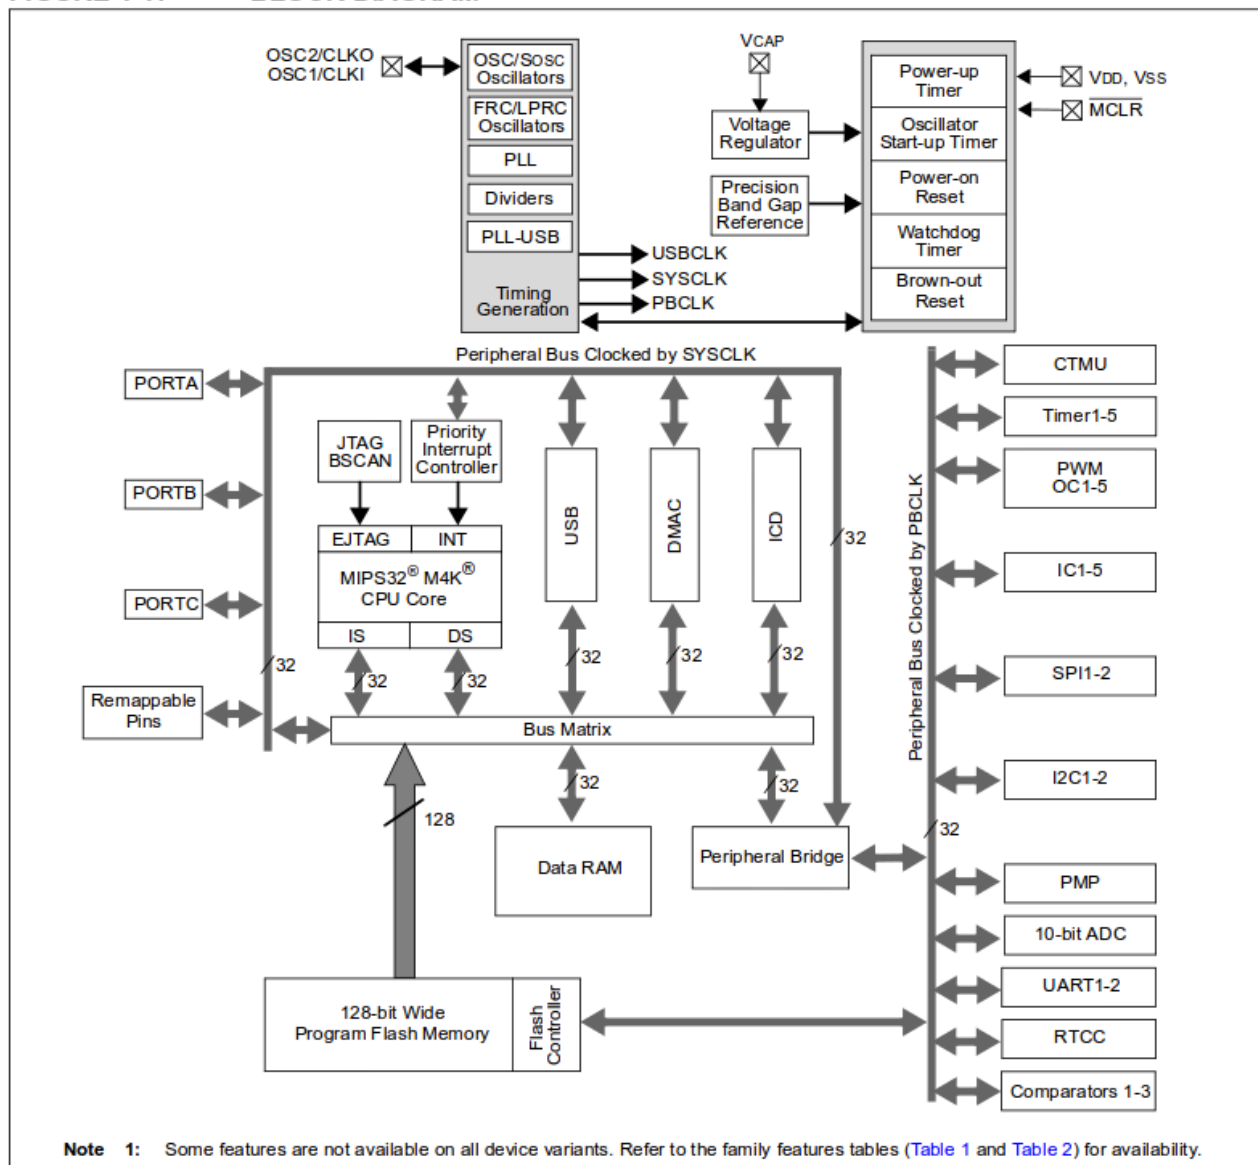 OSC2/CLKO
OSC1/CLKI
OSC/SOSC
Oscillators
FRC/LPRC
Oscillators
PLL
Dividers
PLL-USB
Timing
Generation
USBCLK
SYSCLK
PBCLK
VCAP
Voltage
Regulator
Precision
Band Gap
Reference
Power-up
Timer
Oscillator
Start-up Timer
Power-on
Reset
Watchdog
Timer
Brown-out
Reset
VDD, VSS
MCLR
Peripheral Bus Clocked by SYSCLK
PORTA
PORTB
PORTC
Remappable
Pins
32
JTAG
BSCAN
Priority
Interrupt
Controller
EJTAG
INT
MIPS32® M4K®
CPU Core
IS
DS
32
32
USB
32
DMAC
32
ICD
32
32
Bus Matrix
128
32
32
Data RAM
Peripheral Bridge
128-bit Wide
Program Flash Memory
Flash
Controller
Peripheral Bus Clocked by PBCLK
32
CTMU
Timer1-5
PWM
OC1-5
IC1-5
SPI1-2
I2C1-2
PMP
10-bit ADC
UART1-2
RTCC
Comparators 1-3
Note 1: Some features are not available on all device variants. Refer to the family features tables (Table 1 and Table 2) for availability.